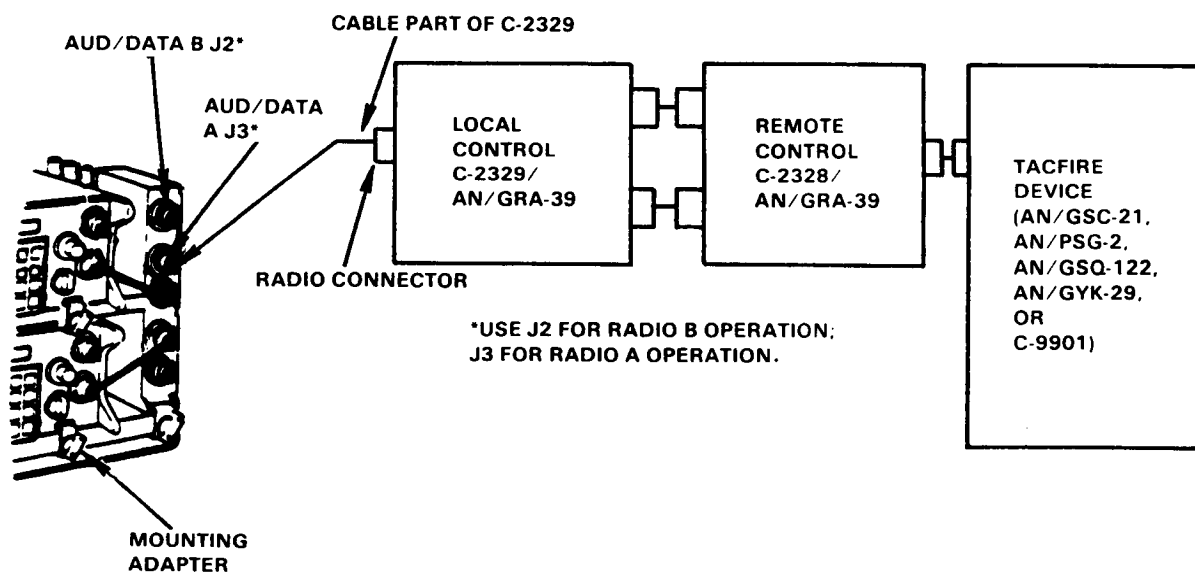 CABLE PART OF C-2329
AUD/DATA B J2*
AUD/DATA
A J3*
LOCAL
CONTROL
C-2329/
AN/GRA-39
REMOTE
CONTROL
C-2328/
AN/GRA-39
TACFIRE
DEVICE
(AN/GSC-21,
AN/PSG-2,
AN/GSQ-122,
AN/GYK-29,
OR
C-9901)
RADIO CONNECTOR
*USE J2 FOR RADIO B OPERATION;
J3 FOR RADIO A OPERATION.
MOUNTING
ADAPTER